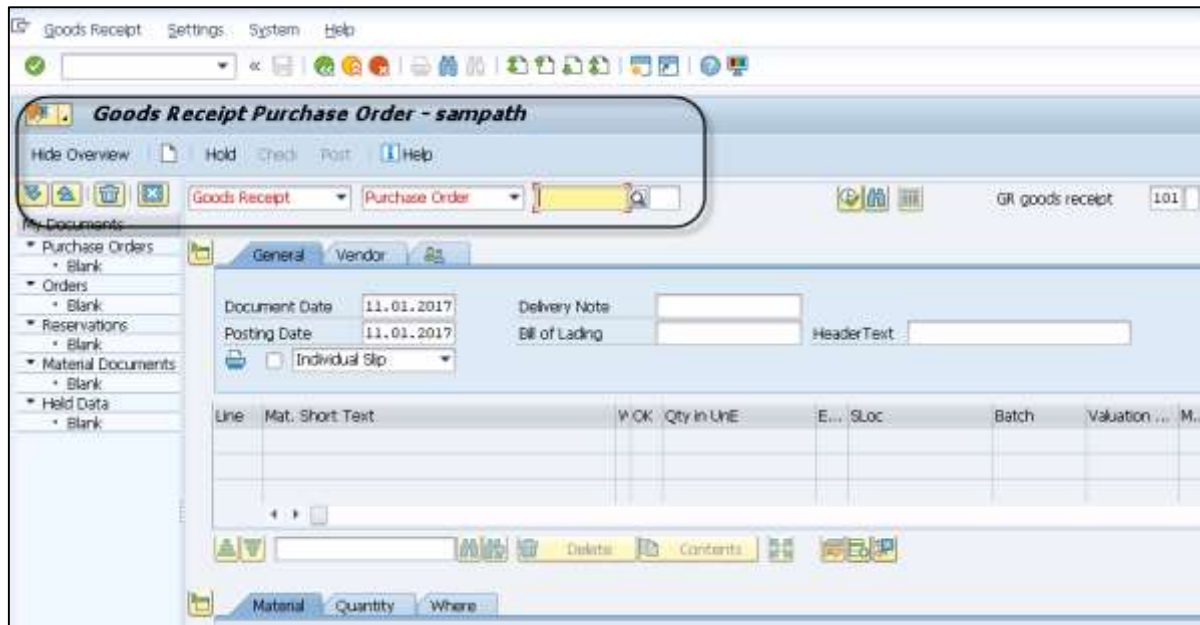 Goods Receipt Settings System Help
Goods Receipt Purchase Order - sampath
Hide Overview Hold Check Post Help
Goods Receipt Purchase Order GR goods receipt 101
My Documents
Purchase Orders
Blank
Orders
Blank
Reservations
Blank
Material Documents
Blank
Held Data
Blank
General Vendor
Document Date 11.01.2017 Delivery Note
Posting Date 11.01.2017 Bill of Lading HeaderText
Individual Slip
Line Mat. Short Text OK Qty in UnE E... SLoc Batch Valuation ... M...
Delete Contents
Material Quantity Where